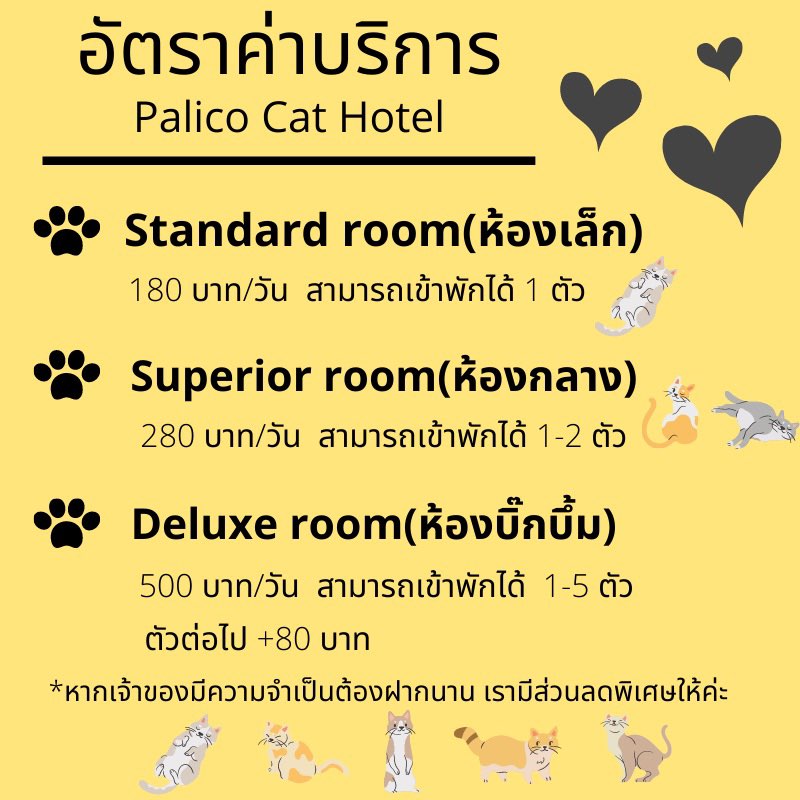 อัตราค่าบริการ
Palico Cat Hotel
Standard room(ห้องเล็ก)
180 บาท/วัน สามารถเข้าพักได้ 1 ตัว
Superior room(ห้องกลาง)
280 บาท/วัน สามารถเข้าพักได้ 1-2 ตัว
Deluxe room(ห้องบิ๊กบึ้ม)
500 บาท/วัน สามารถเข้าพักได้ 1-5 ตัว
ตัวต่อไป +80 บาท
*หากเจ้าของมีความจำเป็นต้องฝากนาน เรามีส่วนลดพิเศษให้ค่ะ